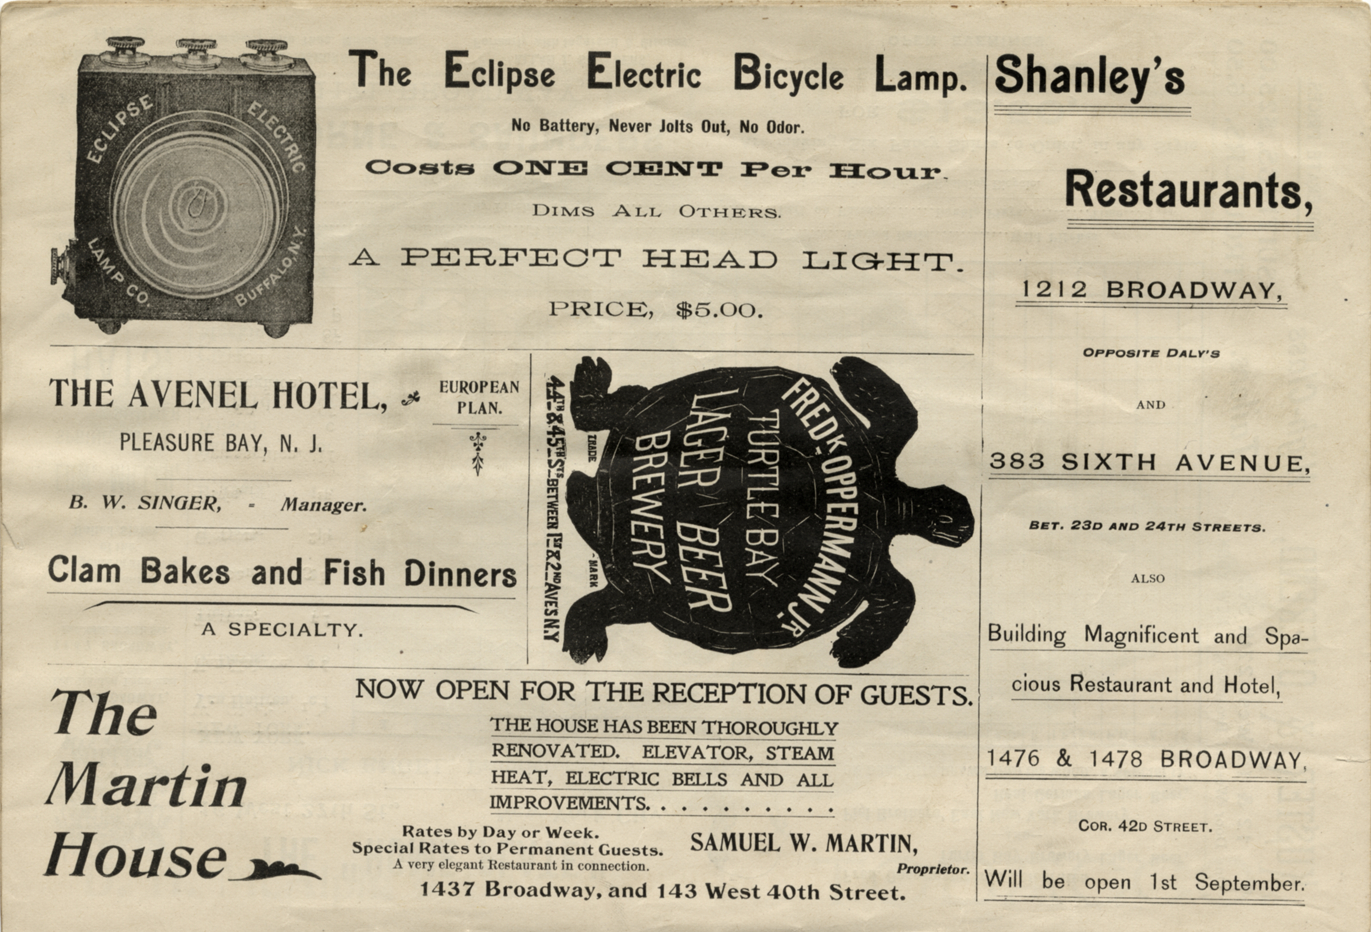 ECLIPSE ELECTRIC
LAMP CO. BUFFALO, N.Y.
The Eclipse Electric Bicycle Lamp.
No Battery, Never Jolts Out, No Odor.
Costs ONE CENT Per Hour.
DIMS ALL OTHERS.
A PERFECT HEAD LIGHT.
PRICE, $5.00.
THE AVENEL HOTEL,
EUROPEAN
PLAN.
PLEASURE BAY, N. J.
B. W. SINGER, - Manager.
Clam Bakes and Fish Dinners
A SPECIALTY.
FREDK OPPERMANN JR.
TURTLE BAY
LAGER BEER
BREWERY
TRADE - MARK
44TH & 45TH STS BETWEEN 1ST & 2ND AVES N.Y
The
Martin
House
NOW OPEN FOR THE RECEPTION OF GUESTS.
THE HOUSE HAS BEEN THOROUGHLY
RENOVATED. ELEVATOR, STEAM
HEAT, ELECTRIC BELLS AND ALL
IMPROVEMENTS. . . . . . . . . .
Rates by Day or Week.
Special Rates to Permanent Guests.
A very elegant Restaurant in connection.
SAMUEL W. MARTIN,
Proprietor.
1437 Broadway, and 143 West 40th Street.
Shanley's
Restaurants,
1212 BROADWAY,
OPPOSITE DALY'S
AND
383 SIXTH AVENUE,
BET. 23D AND 24TH STREETS.
ALSO
Building Magnificent and Spa-
cious Restaurant and Hotel,
1476 & 1478 BROADWAY,
COR. 42D STREET.
Will be open 1st September.